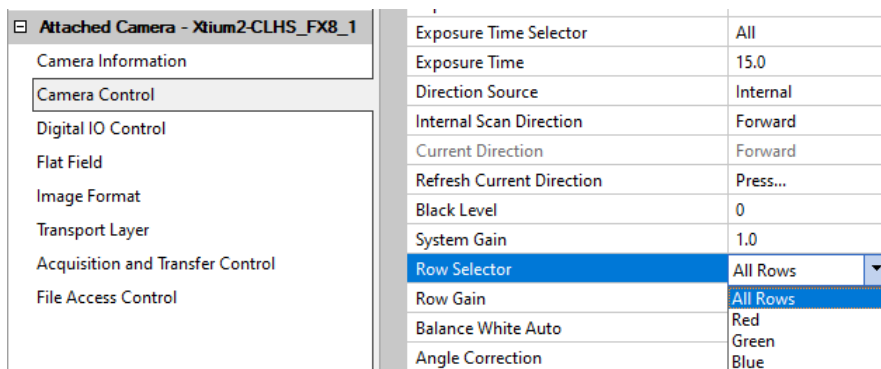 Attached Camera - Xtium2-CLHS_FX8_1
Camera Information
Camera Control
Digital IO Control
Flat Field
Image Format
Transport Layer
Acquisition and Transfer Control
File Access Control
Exposure Time Selector All
Exposure Time 15.0
Direction Source Internal
Internal Scan Direction Forward
Current Direction Forward
Refresh Current Direction Press...
Black Level 0
System Gain 1.0
Row Selector All Rows
Row Gain All Rows
Red
Balance White Auto Green
Angle Correction Blue